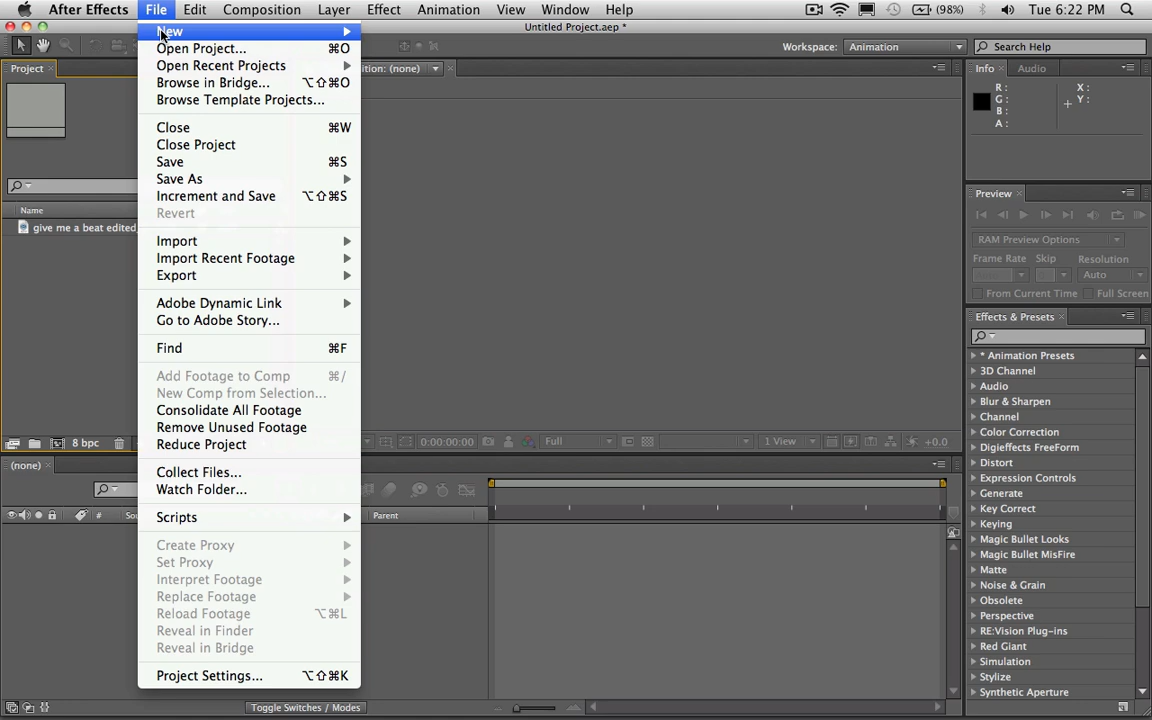 After Effects File Edit Composition Layer Effect Animation View Window Help (98%) Tue 6:22 PM
Untitled Project.aep *
Workspace: Animation Search Help
Project ition: (none) Info Audio
R: X:
G: Y:
B:
A:
New
Open Project... ⌘O
Open Recent Projects
Browse in Bridge... ⌥⇧⌘O
Browse Template Projects...
Close ⌘W
Close Project
Save ⌘S
Save As
Increment and Save ⌥⇧⌘S
Revert
Import
Import Recent Footage
Export
Adobe Dynamic Link
Go to Adobe Story...
Find ⌘F
Add Footage to Comp ⌘/
New Comp from Selection...
Consolidate All Footage
Remove Unused Footage
Reduce Project
Collect Files...
Watch Folder...
Scripts
Create Proxy
Set Proxy
Interpret Footage
Replace Footage
Reload Footage ⌥⌘L
Reveal in Finder
Reveal in Bridge
Project Settings... ⌥⇧⌘K
Name
give me a beat edited
8 bpc
0:00:00:00 Full 1 View +0.0
(none)
# Sou Parent
Toggle Switches / Modes
Preview
RAM Preview Options
Frame Rate Skip Resolution
Auto
From Current Time Full Screen
Effects & Presets
* Animation Presets
3D Channel
Audio
Blur & Sharpen
Channel
Color Correction
Digieffects FreeForm
Distort
Expression Controls
Generate
Key Correct
Keying
Magic Bullet Looks
Magic Bullet MisFire
Matte
Noise & Grain
Obsolete
Perspective
RE:Vision Plug-ins
Red Giant
Simulation
Stylize
Synthetic Aperture